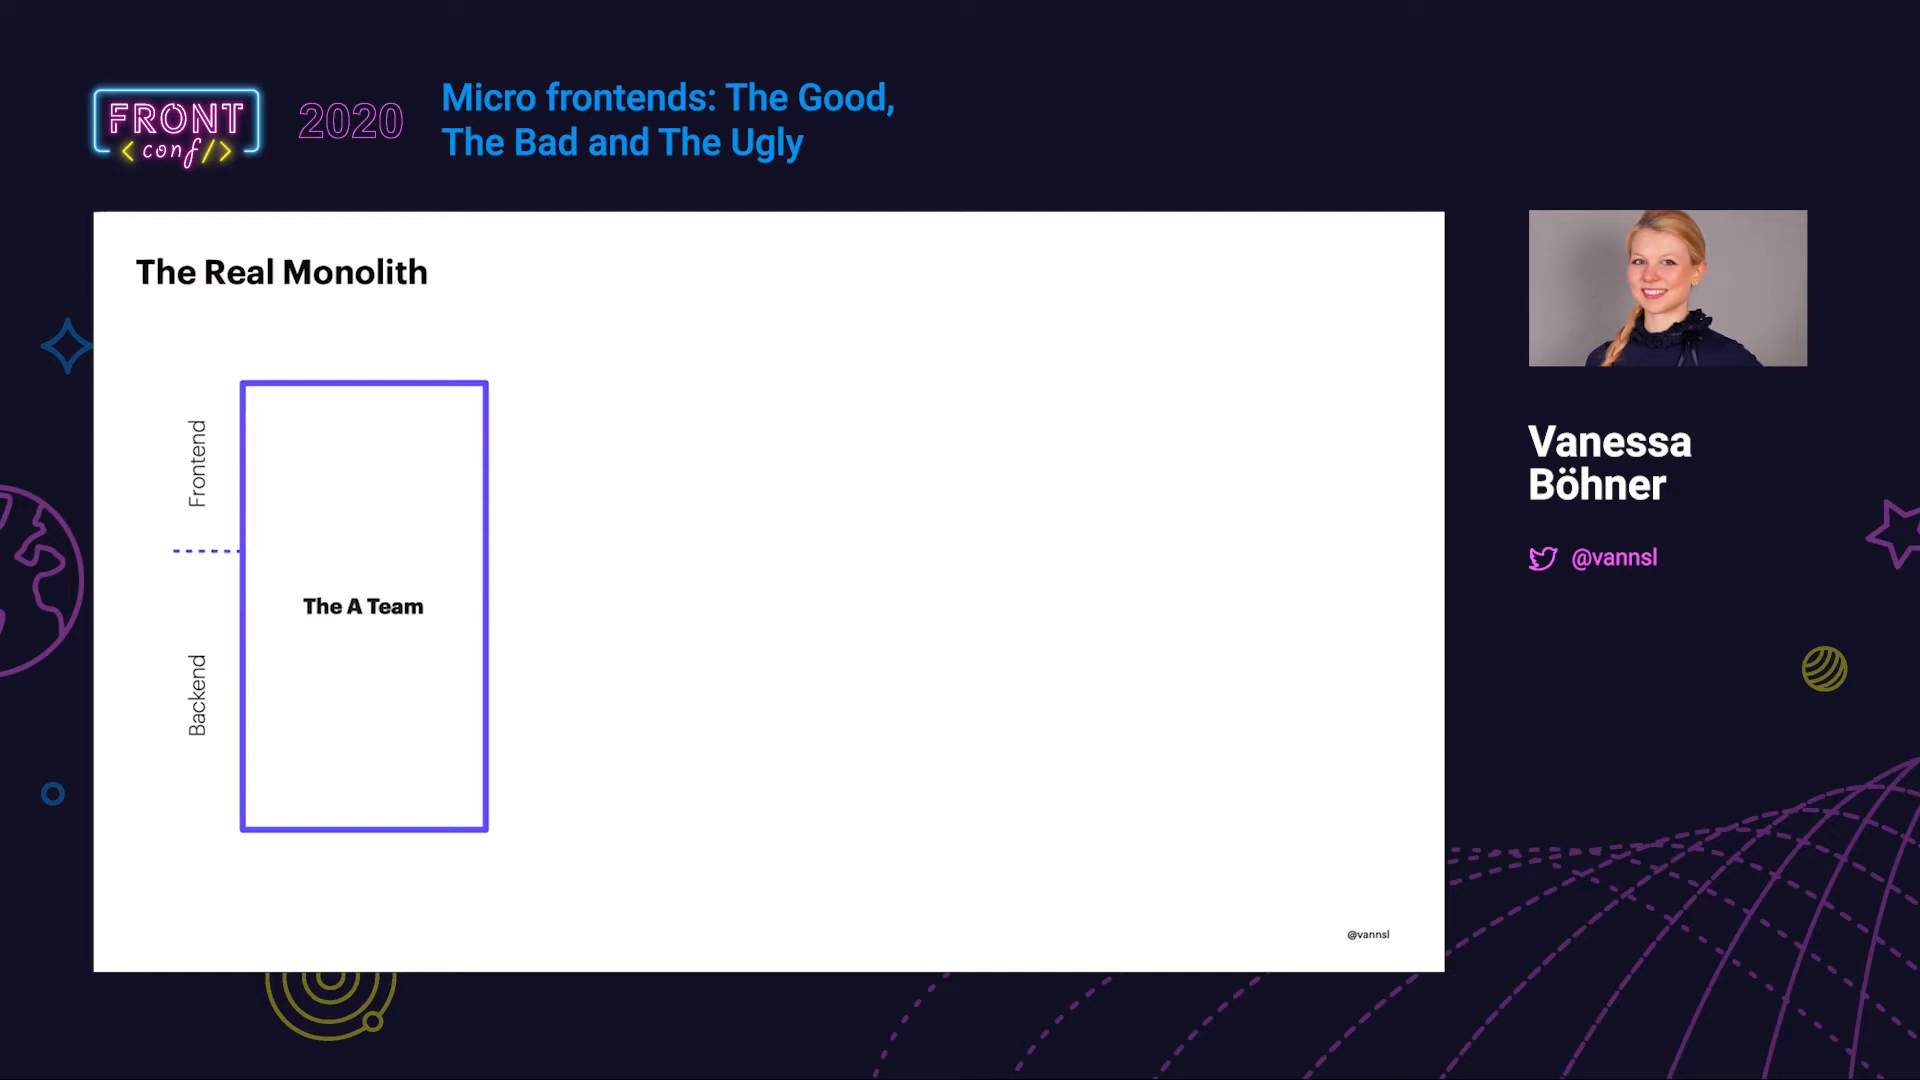 FRONT
<conf/>
2020
Micro frontends: The Good,
The Bad and The Ugly
The Real Monolith
Frontend
The A Team
Backend
@vannsl
Vanessa
Böhner
@vannsl